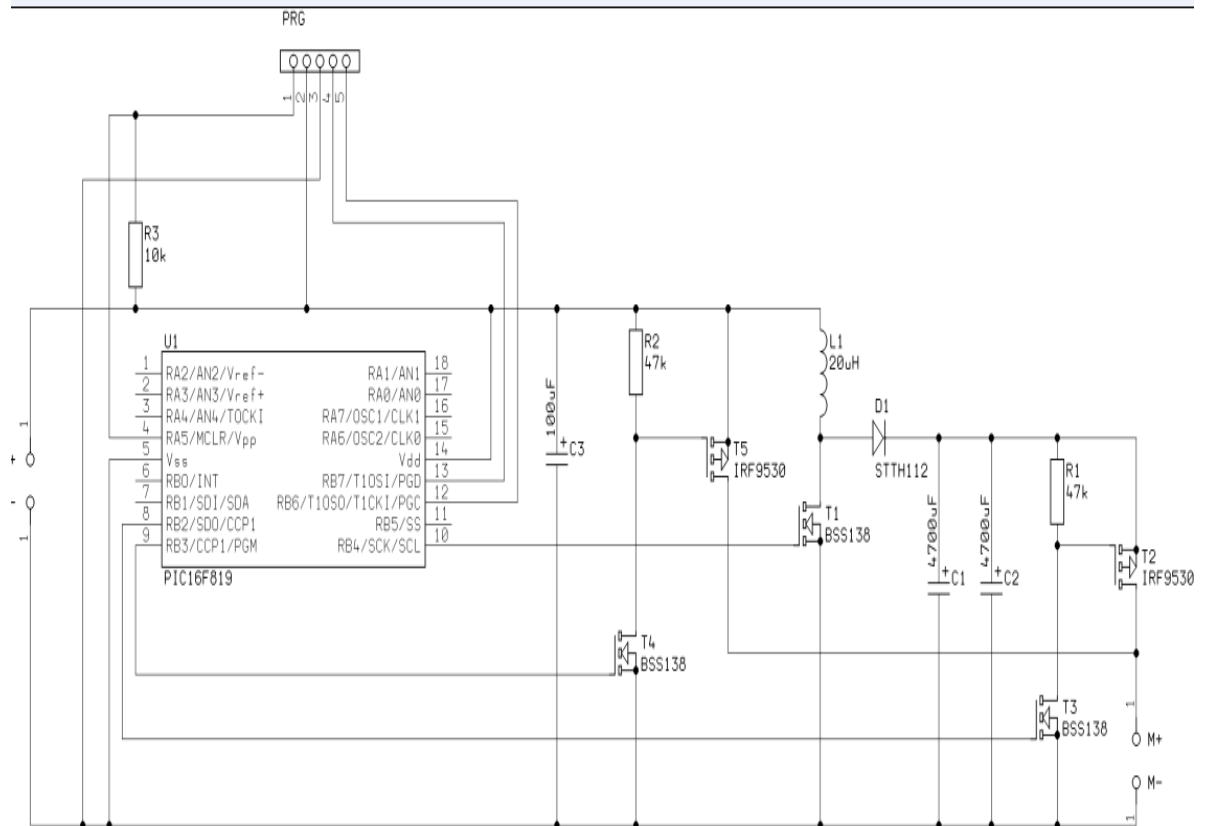 PRG
1 2 3 4 5
R3
10k
U1
1 RA2/AN2/Vref-
2 RA3/AN3/Vref+
3 RA4/AN4/TOCKI
4 RA5/MCLR/Vpp
5 Vss
6 RB0/INT
7 RB1/SDI/SDA
8 RB2/SDO/CCP1
9 RB3/CCP1/PGM
RA1/AN1 18
RA0/AN0 17
RA7/OSC1/CLK1 16
RA6/OSC2/CLK0 15
Vdd 14
RB7/T1OSI/PGD 13
RB6/T1OSO/T1CKI/PGC 12
RB5/SS 11
RB4/SCK/SCL 10
PIC16F819
1
+
-
1
100uF
+
C3
R2
47k
T5
IRF9530
L1
20uH
D1
STTH112
T1
BSS138
4700uF
+
C1
4700uF
+
C2
R1
47k
T2
IRF9530
T4
BSS138
T3
BSS138
1
M+
M-
1